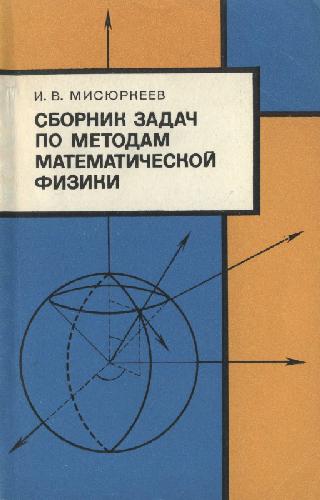 И. В. МИСЮРКЕЕВ
СБОРНИК ЗАДАЧ
ПО МЕТОДАМ
МАТЕМАТИЧЕСКОЙ
ФИЗИКИ